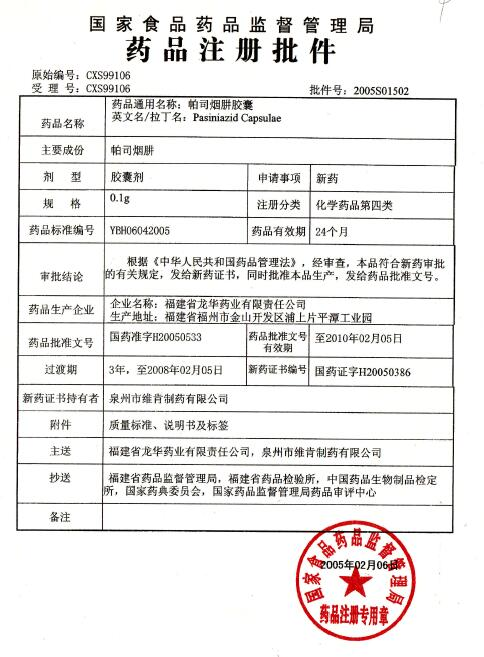 国家食品药品监督管理局
药品注册批件
原始编号：CXS99106
受 理 号：CXS99106
批件号：2005S01502
药品名称
药品通用名称：帕司烟肼胶囊
英文名/拉丁名：Pasiniazid Capsulae
主要成份
帕司烟肼
剂 型
胶囊剂
申请事项
新药
规 格
0.1g
注册分类
化学药品第四类
药品标准编号
YBH06042005
药品有效期
24个月
审批结论
根据《中华人民共和国药品管理法》，经审查，本品符合新药审批
的有关规定，发给新药证书，同时批准本品生产，发给药品批准文号。
药品生产企业
企业名称：福建省龙华药业有限责任公司
生产地址：福建省福州市金山开发区浦上片平潭工业园
药品批准文号
国药准字H20050533
药品批准文号
有效期
至2010年02月05日
过渡期
3年，至2008年02月05日
新药证书编号
国药证字H20050386
新药证书持有者
泉州市维肯制药有限公司
附件
质量标准、说明书及标签
主送
福建省龙华药业有限责任公司，泉州市维肯制药有限公司
抄送
福建省药品监督管理局，福建省药品检验所，中国药品生物制品检定
所，国家药典委员会，国家药品监督管理局药品审评中心
备注
国家食品药品监督管理局
2005年02月06日
药品注册专用章